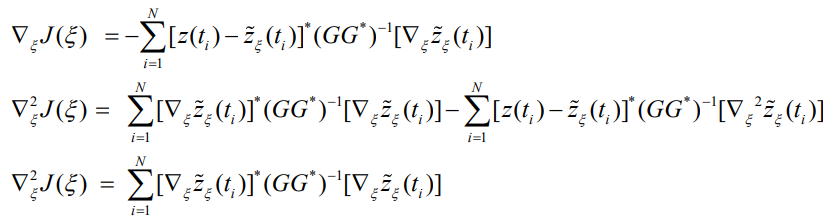 ∇_ξ J(ξ) = −∑_{i=1}^{N} [z(t_i) − z̃_ξ(t_i)]^* (GG^*)^{−1} [∇_ξ z̃_ξ(t_i)]
∇_ξ^2 J(ξ) = ∑_{i=1}^{N} [∇_ξ z̃_ξ(t_i)]^* (GG^*)^{−1} [∇_ξ z̃_ξ(t_i)] − ∑_{i=1}^{N} [z(t_i) − z̃_ξ(t_i)]^* (GG^*)^{−1} [∇_ξ^2 z̃_ξ(t_i)]
∇_ξ^2 J(ξ) = ∑_{i=1}^{N} [∇_ξ z̃_ξ(t_i)]^* (GG^*)^{−1} [∇_ξ z̃_ξ(t_i)]